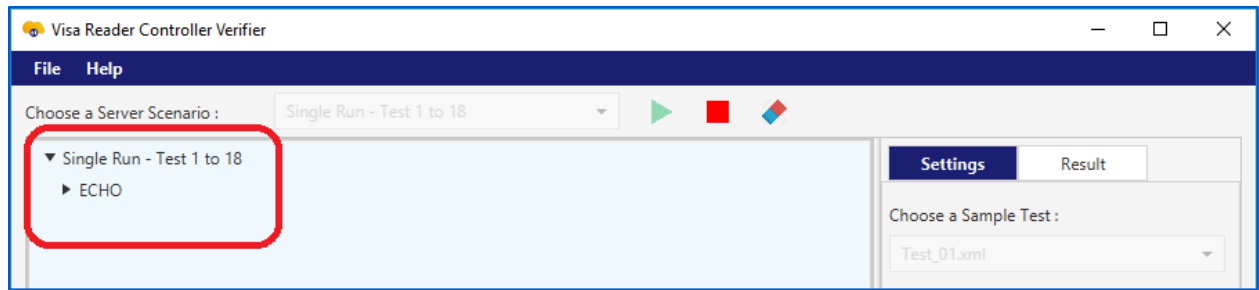 Visa Reader Controller Verifier
File Help
Choose a Server Scenario : Single Run - Test 1 to 18
Single Run - Test 1 to 18
ECHO
Settings Result
Choose a Sample Test :
Test_01.xml